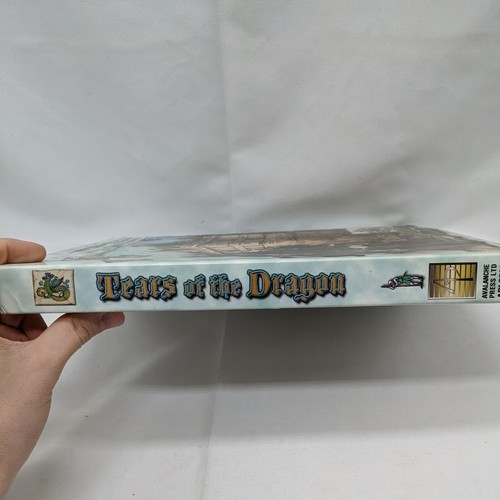 Tears of the Dragon
AVALANCHE
PRESS LTD